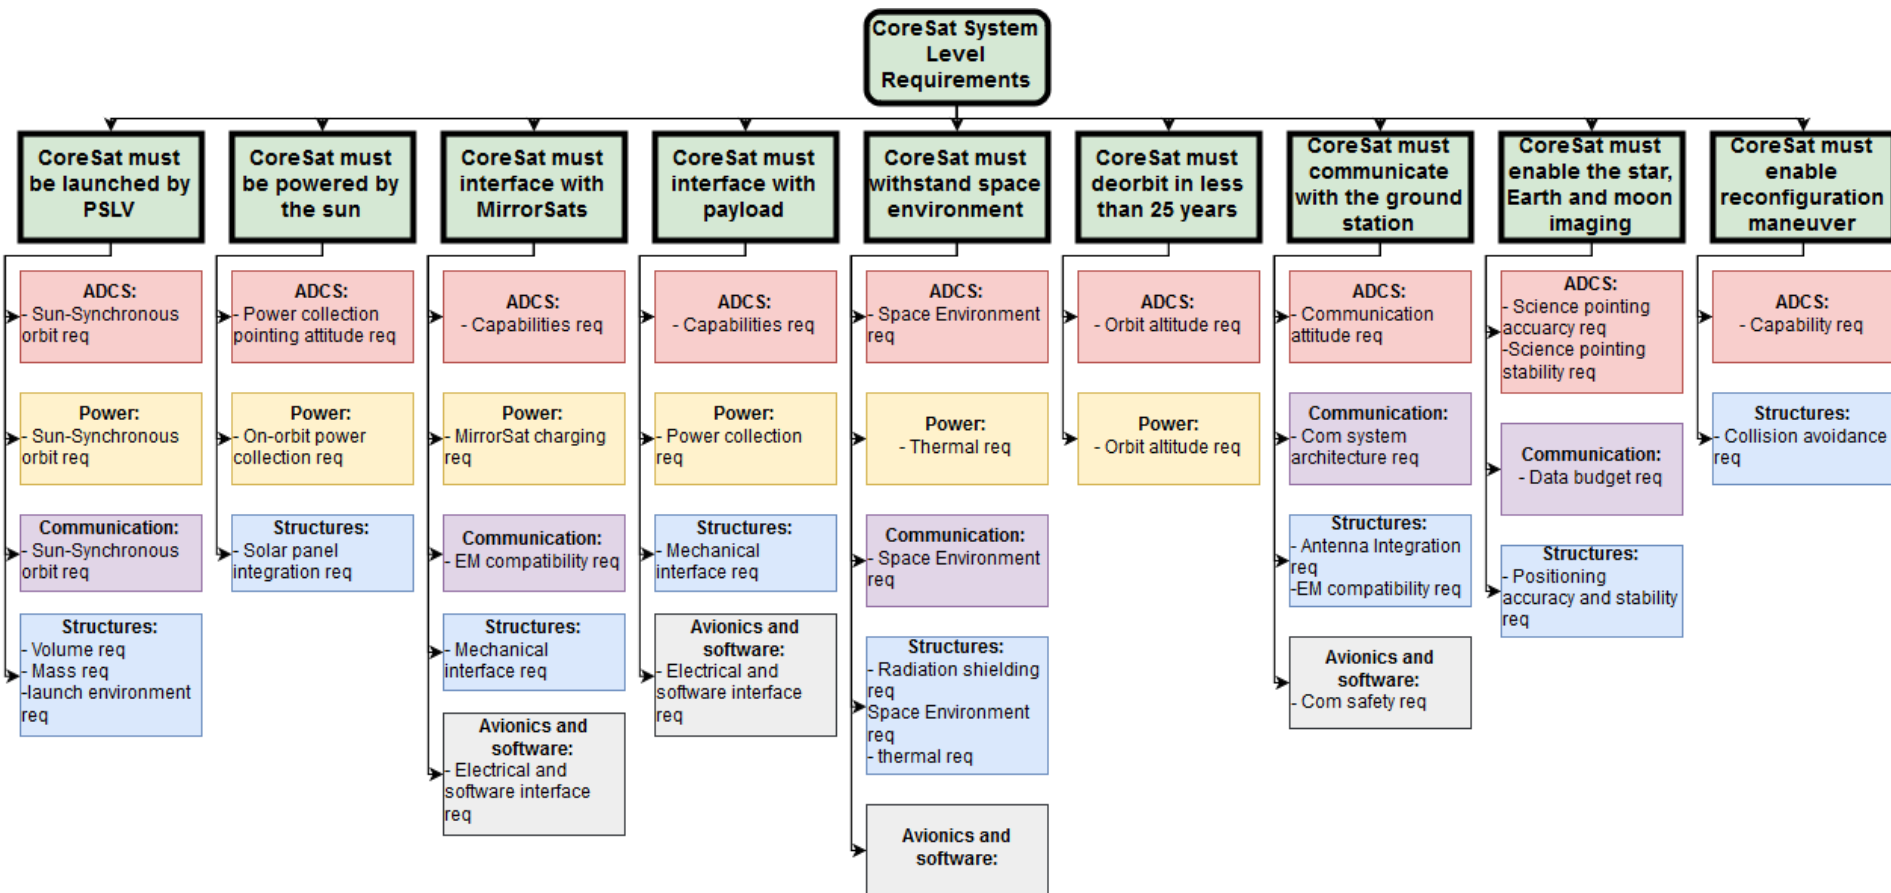 CoreSat System
Level
Requirements
CoreSat must
be launched by
PSLV
CoreSat must
be powered by
the sun
CoreSat must
interface with
MirrorSats
CoreSat must
interface with
payload
CoreSat must
withstand space
environment
CoreSat must
deorbit in less
than 25 years
CoreSat must
communicate
with the ground
station
CoreSat must
enable the star,
Earth and moon
imaging
CoreSat must
enable
reconfiguration
maneuver
ADCS:
- Sun-Synchronous
orbit req
Power:
- Sun-Synchronous
orbit req
Communication:
- Sun-Synchronous
orbit req
Structures:
- Volume req
- Mass req
-launch environment
req
ADCS:
- Power collection
pointing attitude req
Power:
- On-orbit power
collection req
Structures:
- Solar panel
integration req
ADCS:
- Capabilities req
Power:
- MirrorSat charging
req
Communication:
- EM compatibility req
Structures:
- Mechanical
interface req
Avionics and
software:
- Electrical and
software interface
req
ADCS:
- Capabilities req
Power:
- Power collection
req
Structures:
- Mechanical
interface req
Avionics and
software:
- Electrical and
software interface
req
ADCS:
- Space Environment
req
Power:
- Thermal req
Communication:
- Space Environment
req
Structures:
- Radiation shielding
req
Space Environment
req
- thermal req
Avionics and
software:
ADCS:
- Orbit altitude req
Power:
- Orbit altitude req
ADCS:
- Communication
attitude req
Communication:
- Com system
architecture req
Structures:
- Antenna Integration
req
-EM compatibility req
Avionics and
software:
- Com safety req
ADCS:
- Science pointing
accuarcy req
-Science pointing
stability req
Communication:
- Data budget req
Structures:
- Positioning
accuracy and stability
req
ADCS:
- Capability req
Structures:
- Collision avoidance
req